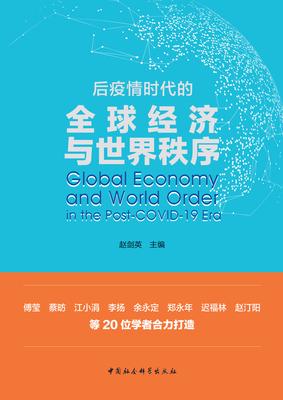 后疫情时代的
全球经济
与世界秩序
Global Economy
and World Order
in the Post-COVID-19 Era
赵剑英 主编
傅莹 蔡昉 江小涓 李扬 余永定 郑永年 迟福林 赵汀阳
等20位学者合力打造
中国社会科学出版社